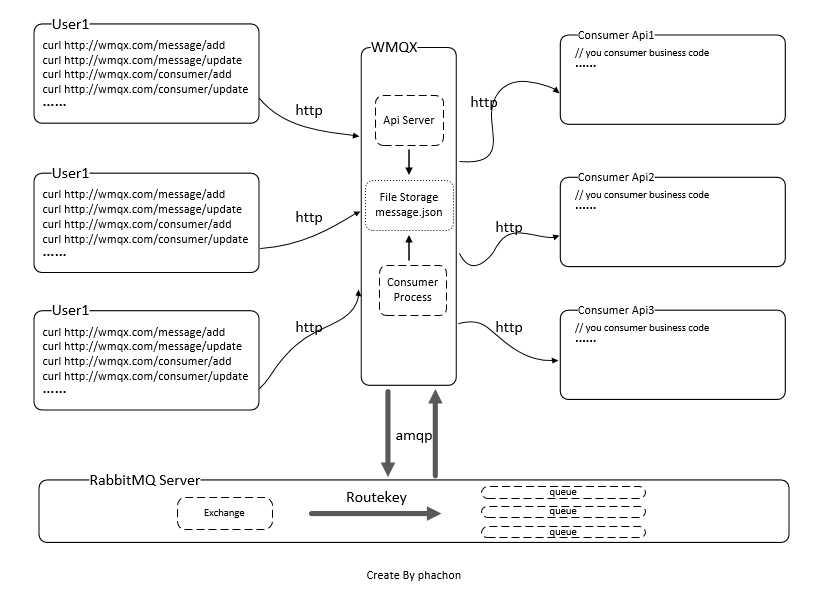 User1
curl http://wmqx.com/message/add
curl http://wmqx.com/message/update
curl http://wmqx.com/consumer/add
curl http://wmqx.com/consumer/update
......
http
User1
curl http://wmqx.com/message/add
curl http://wmqx.com/message/update
curl http://wmqx.com/consumer/add
curl http://wmqx.com/consumer/update
......
http
User1
curl http://wmqx.com/message/add
curl http://wmqx.com/message/update
curl http://wmqx.com/consumer/add
curl http://wmqx.com/consumer/update
......
http
WMQX
Api Server
File Storage
message.json
Consumer
Process
http
Consumer Api1
// you consumer business code
......
http
Consumer Api2
// you consumer business code
......
http
Consumer Api3
// you consumer business code
......
amqp
RabbitMQ Server
Exchange
Routekey
queue
queue
queue
Create By phachon